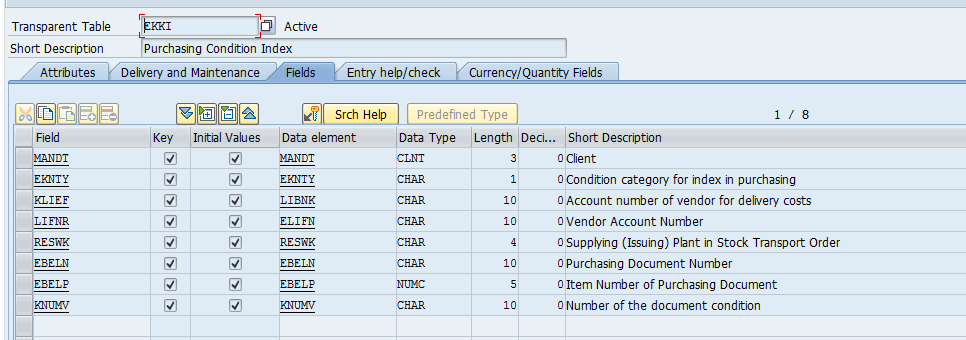 Transparent Table EKKI Active
Short Description Purchasing Condition Index
Attributes Delivery and Maintenance Fields Entry help/check Currency/Quantity Fields
Srch Help Predefined Type 1 / 8
Field Key Initial Values Data element Data Type Length Deci... Short Description
MANDT MANDT CLNT 3 0 Client
EKNTY EKNTY CHAR 1 0 Condition category for index in purchasing
KLIEF LIBNK CHAR 10 0 Account number of vendor for delivery costs
LIFNR ELIFN CHAR 10 0 Vendor Account Number
RESWK RESWK CHAR 4 0 Supplying (Issuing) Plant in Stock Transport Order
EBELN EBELN CHAR 10 0 Purchasing Document Number
EBELP EBELP NUMC 5 0 Item Number of Purchasing Document
KNUMV KNUMV CHAR 10 0 Number of the document condition